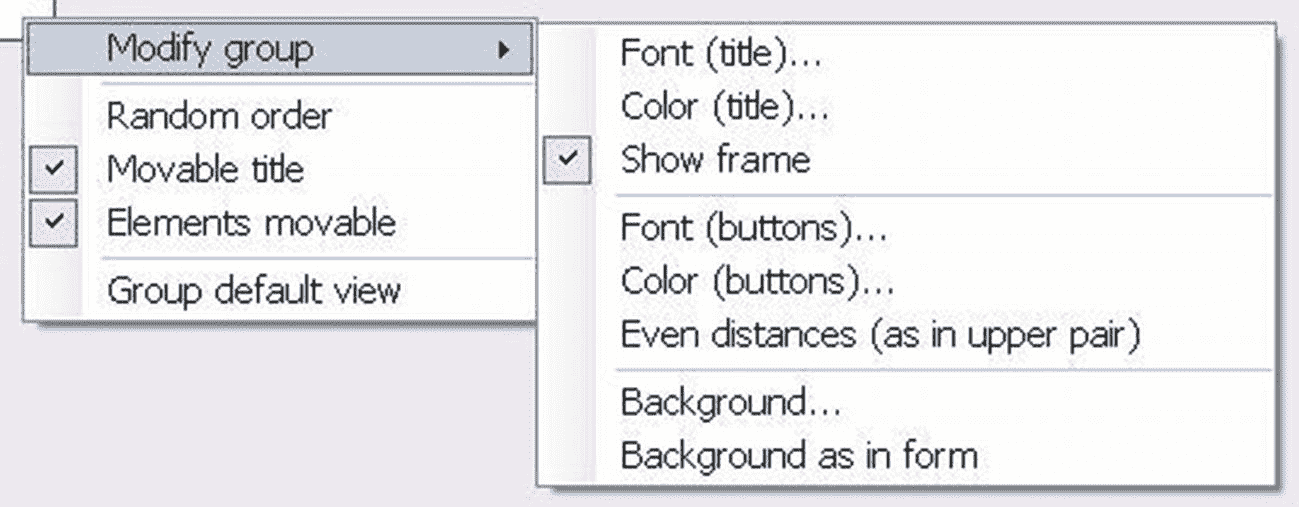 Modify group
Random order
Movable title
Elements movable
Group default view
Font (title)...
Color (title)...
Show frame
Font (buttons)...
Color (buttons)...
Even distances (as in upper pair)
Background...
Background as in form